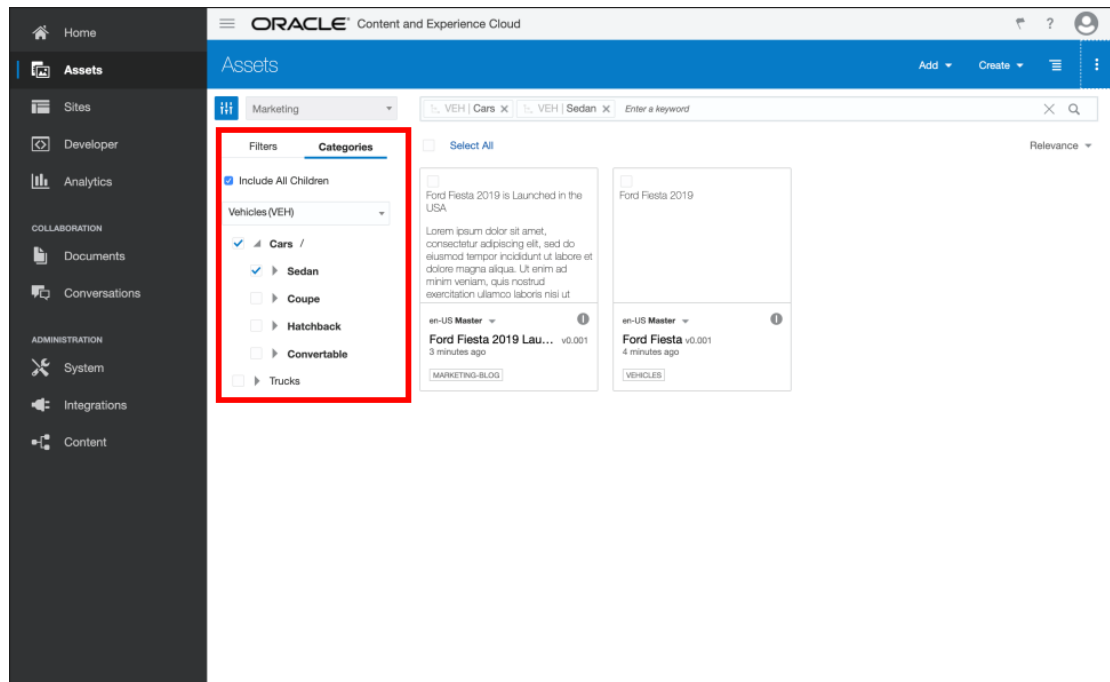 Home
Assets
Sites
Developer
Analytics
COLLABORATION
Documents
Conversations
ADMINISTRATION
System
Integrations
Content
ORACLE® Content and Experience Cloud
?
Assets
Add
Create
Marketing
VEH | Cars X
VEH | Sedan X
Enter a keyword
Filters
Categories
Include All Children
Vehicles (VEH)
Cars /
Sedan
Coupe
Hatchback
Convertable
Trucks
Select All
Relevance
Ford Fiesta 2019 is Launched in the
USA
Lorem ipsum dolor sit amet,
consectetur adipiscing elit, sed do
eiusmod tempor incididunt ut labore et
dolore magna aliqua. Ut enim ad
minim veniam, quis nostrud
exercitation ullamco laboris nisi ut
en-US Master
Ford Fiesta 2019 Lau... v0.001
3 minutes ago
MARKETING-BLOG
Ford Fiesta 2019
en-US Master
Ford Fiesta v0.001
4 minutes ago
VEHICLES